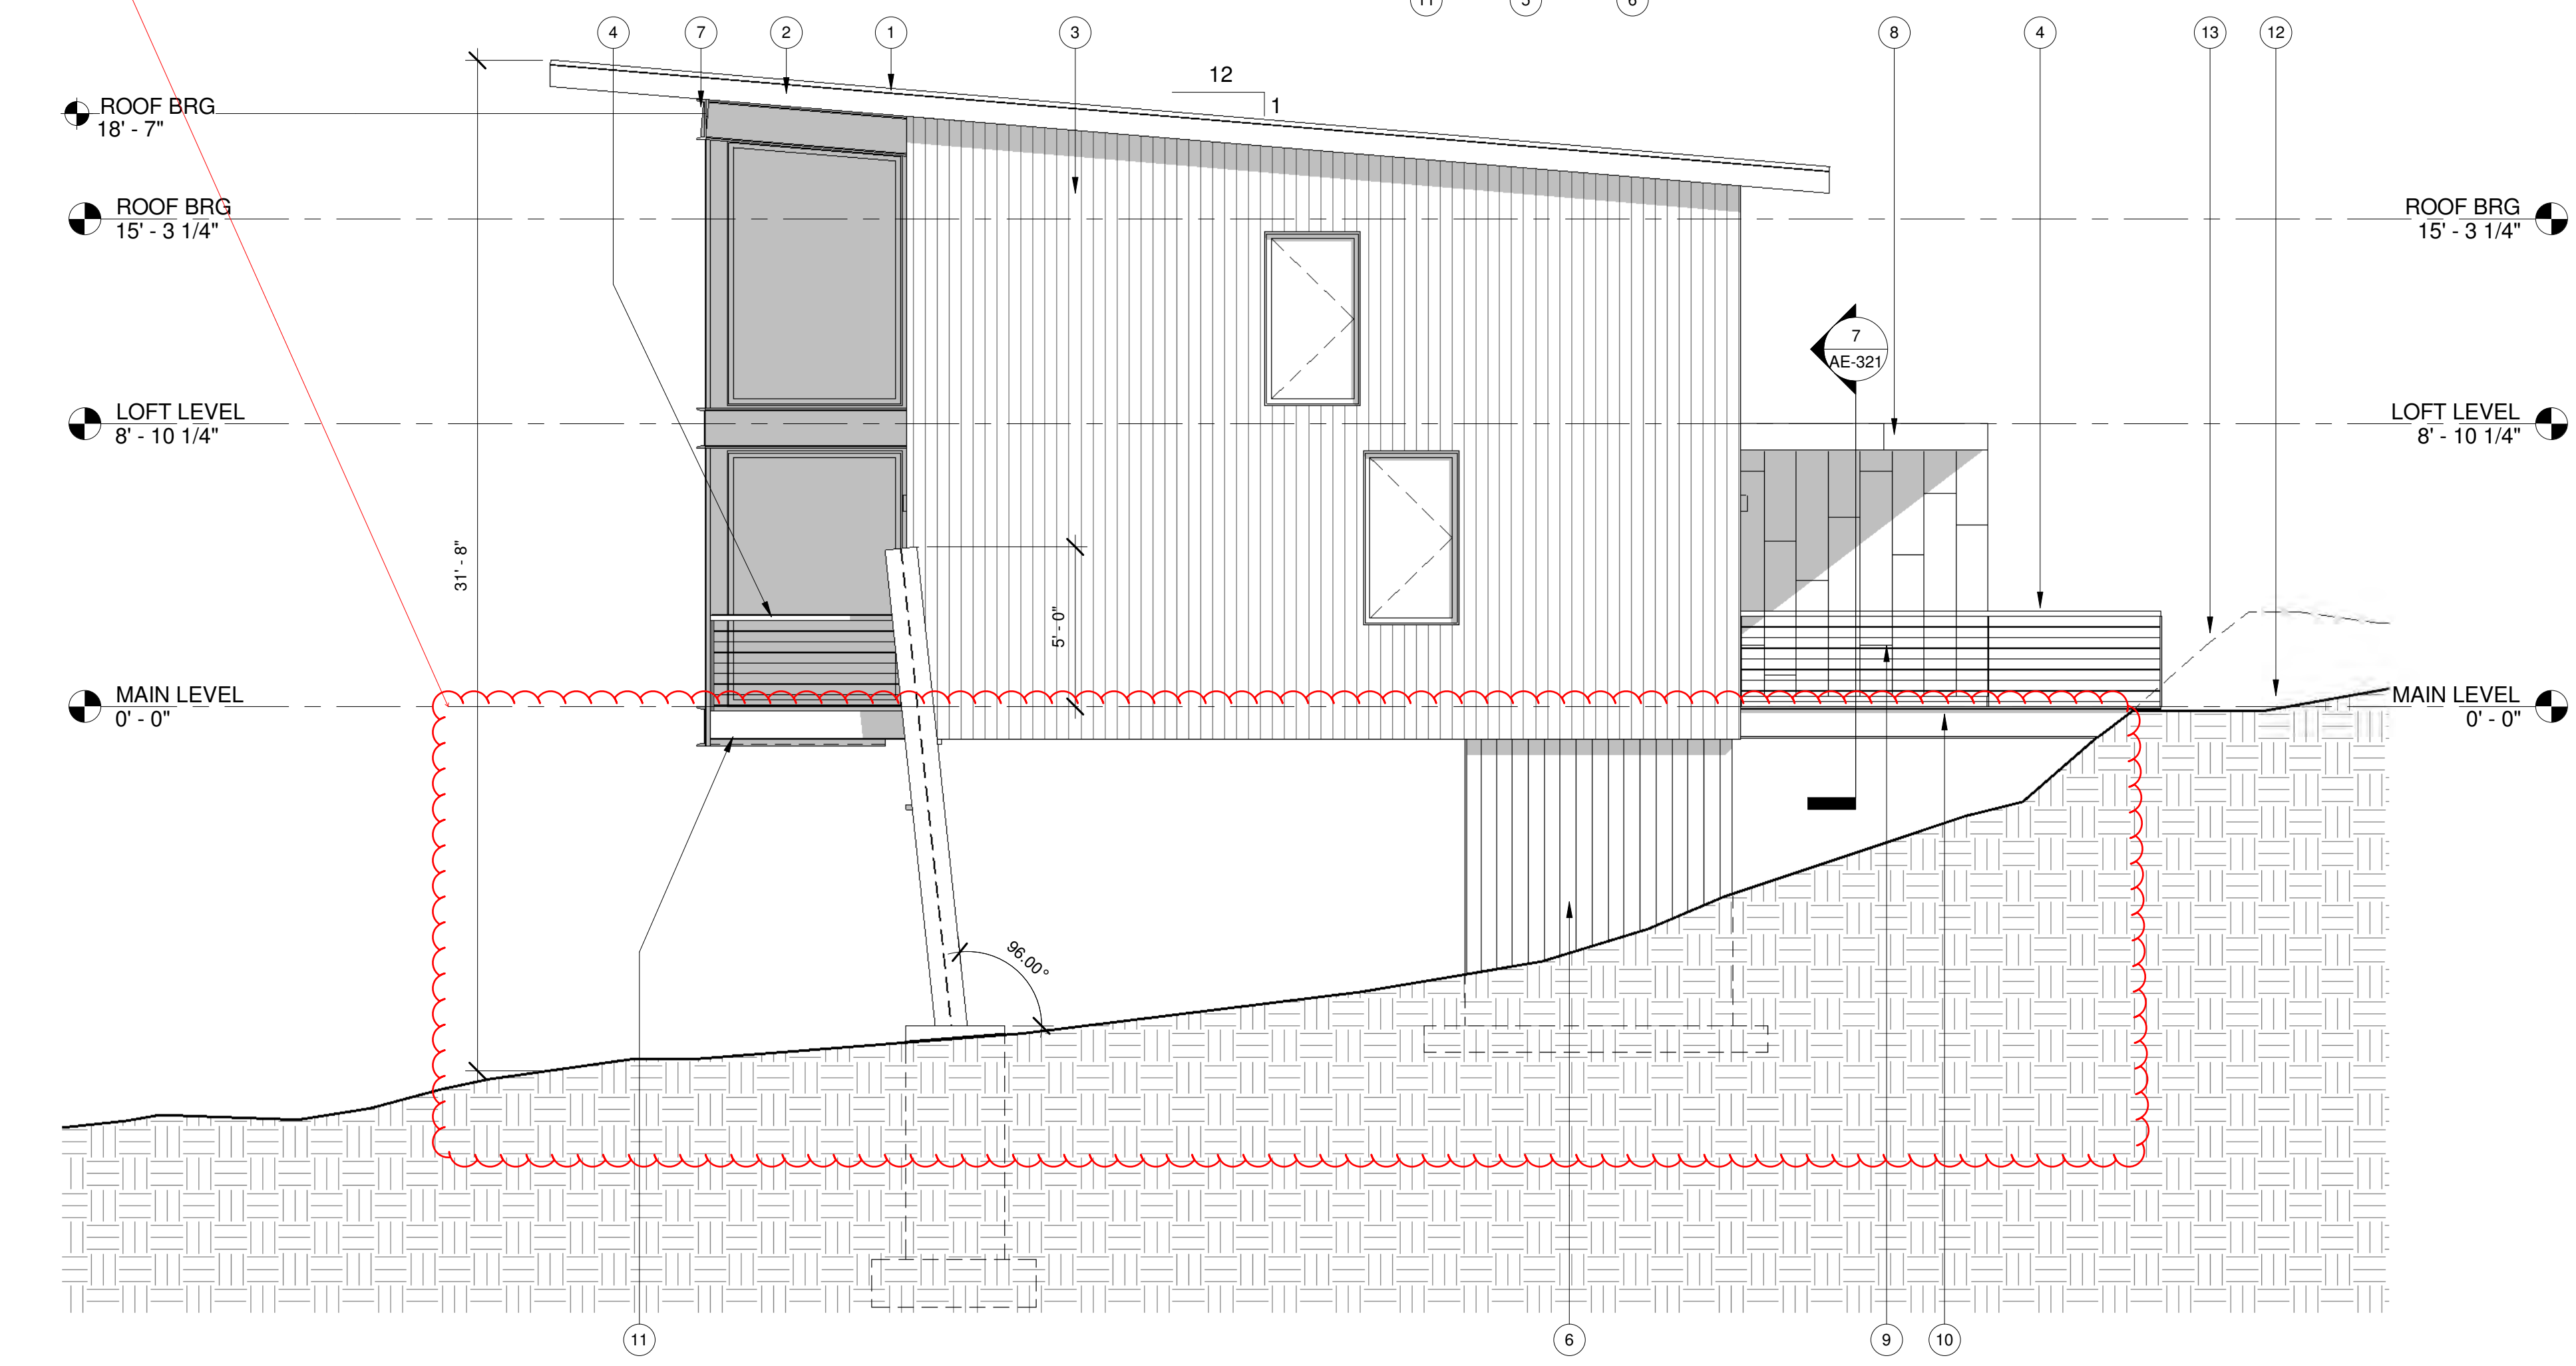 11 5 6
4 7 2 1 3 8 4 13 12
12
1
ROOF BRG
18' - 7"
ROOF BRG
15' - 3 1/4"
ROOF BRG
15' - 3 1/4"
7
AE-321
LOFT LEVEL
8' - 10 1/4"
LOFT LEVEL
8' - 10 1/4"
31' - 8"
5' - 0"
MAIN LEVEL
0' - 0"
MAIN LEVEL
0' - 0"
96.00°
11 6 9 10